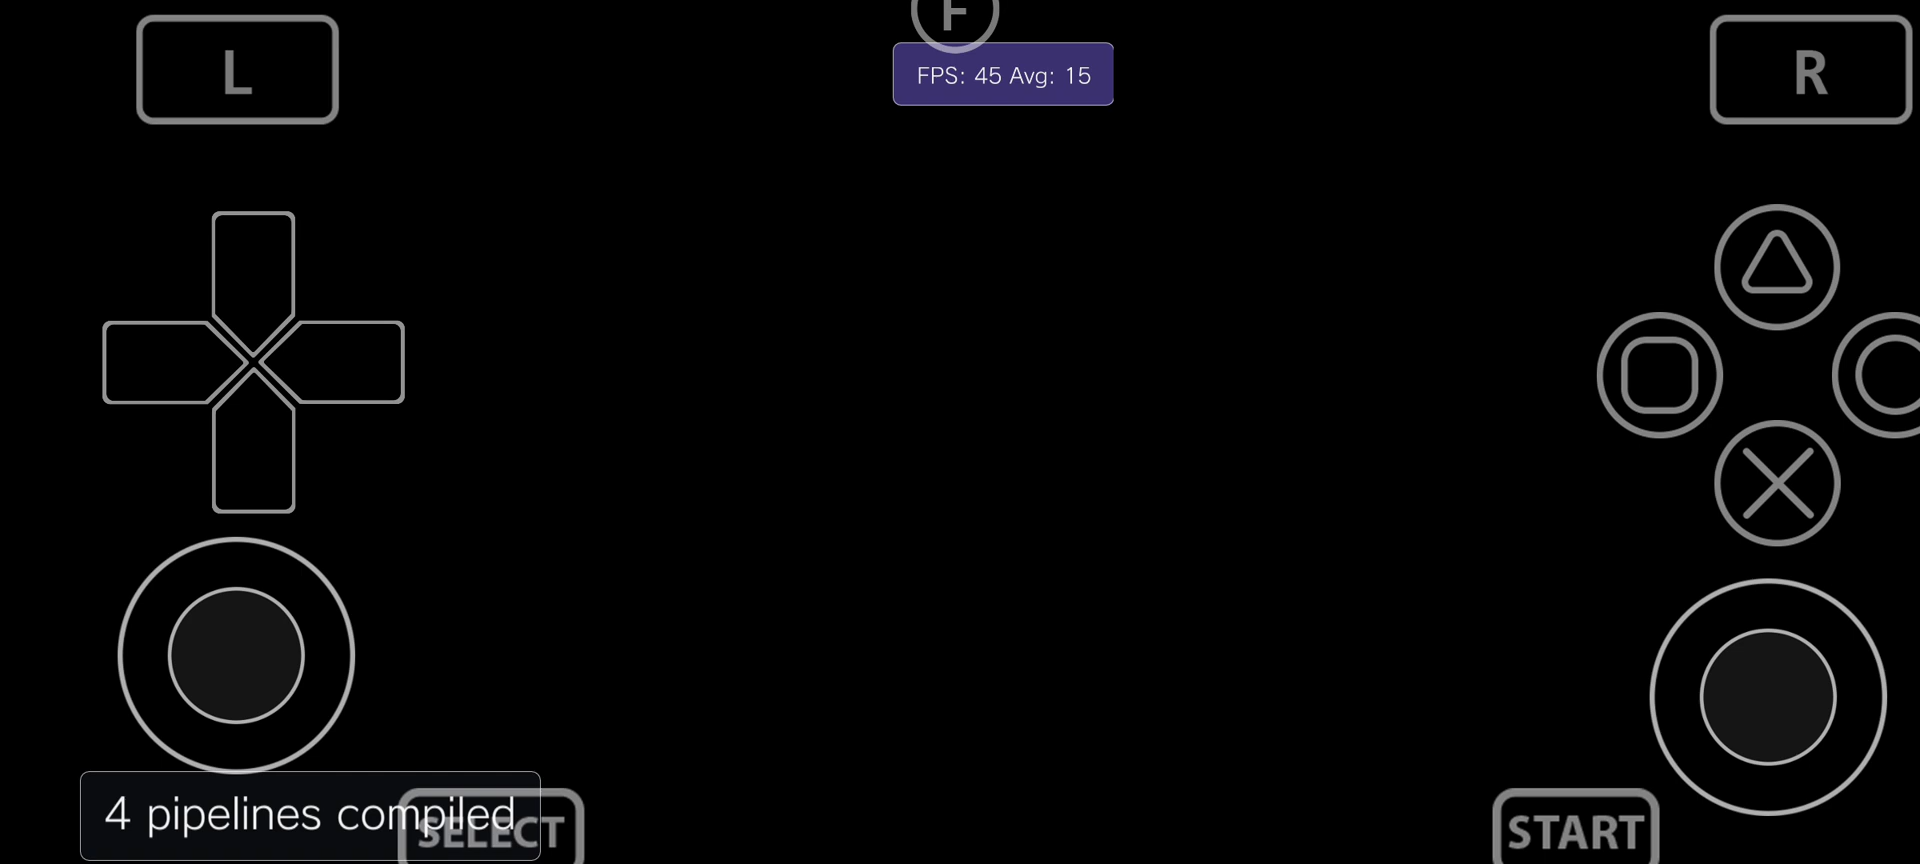 F
L
FPS: 45 Avg: 15
R
4 pipelines compiled
SELECT
START